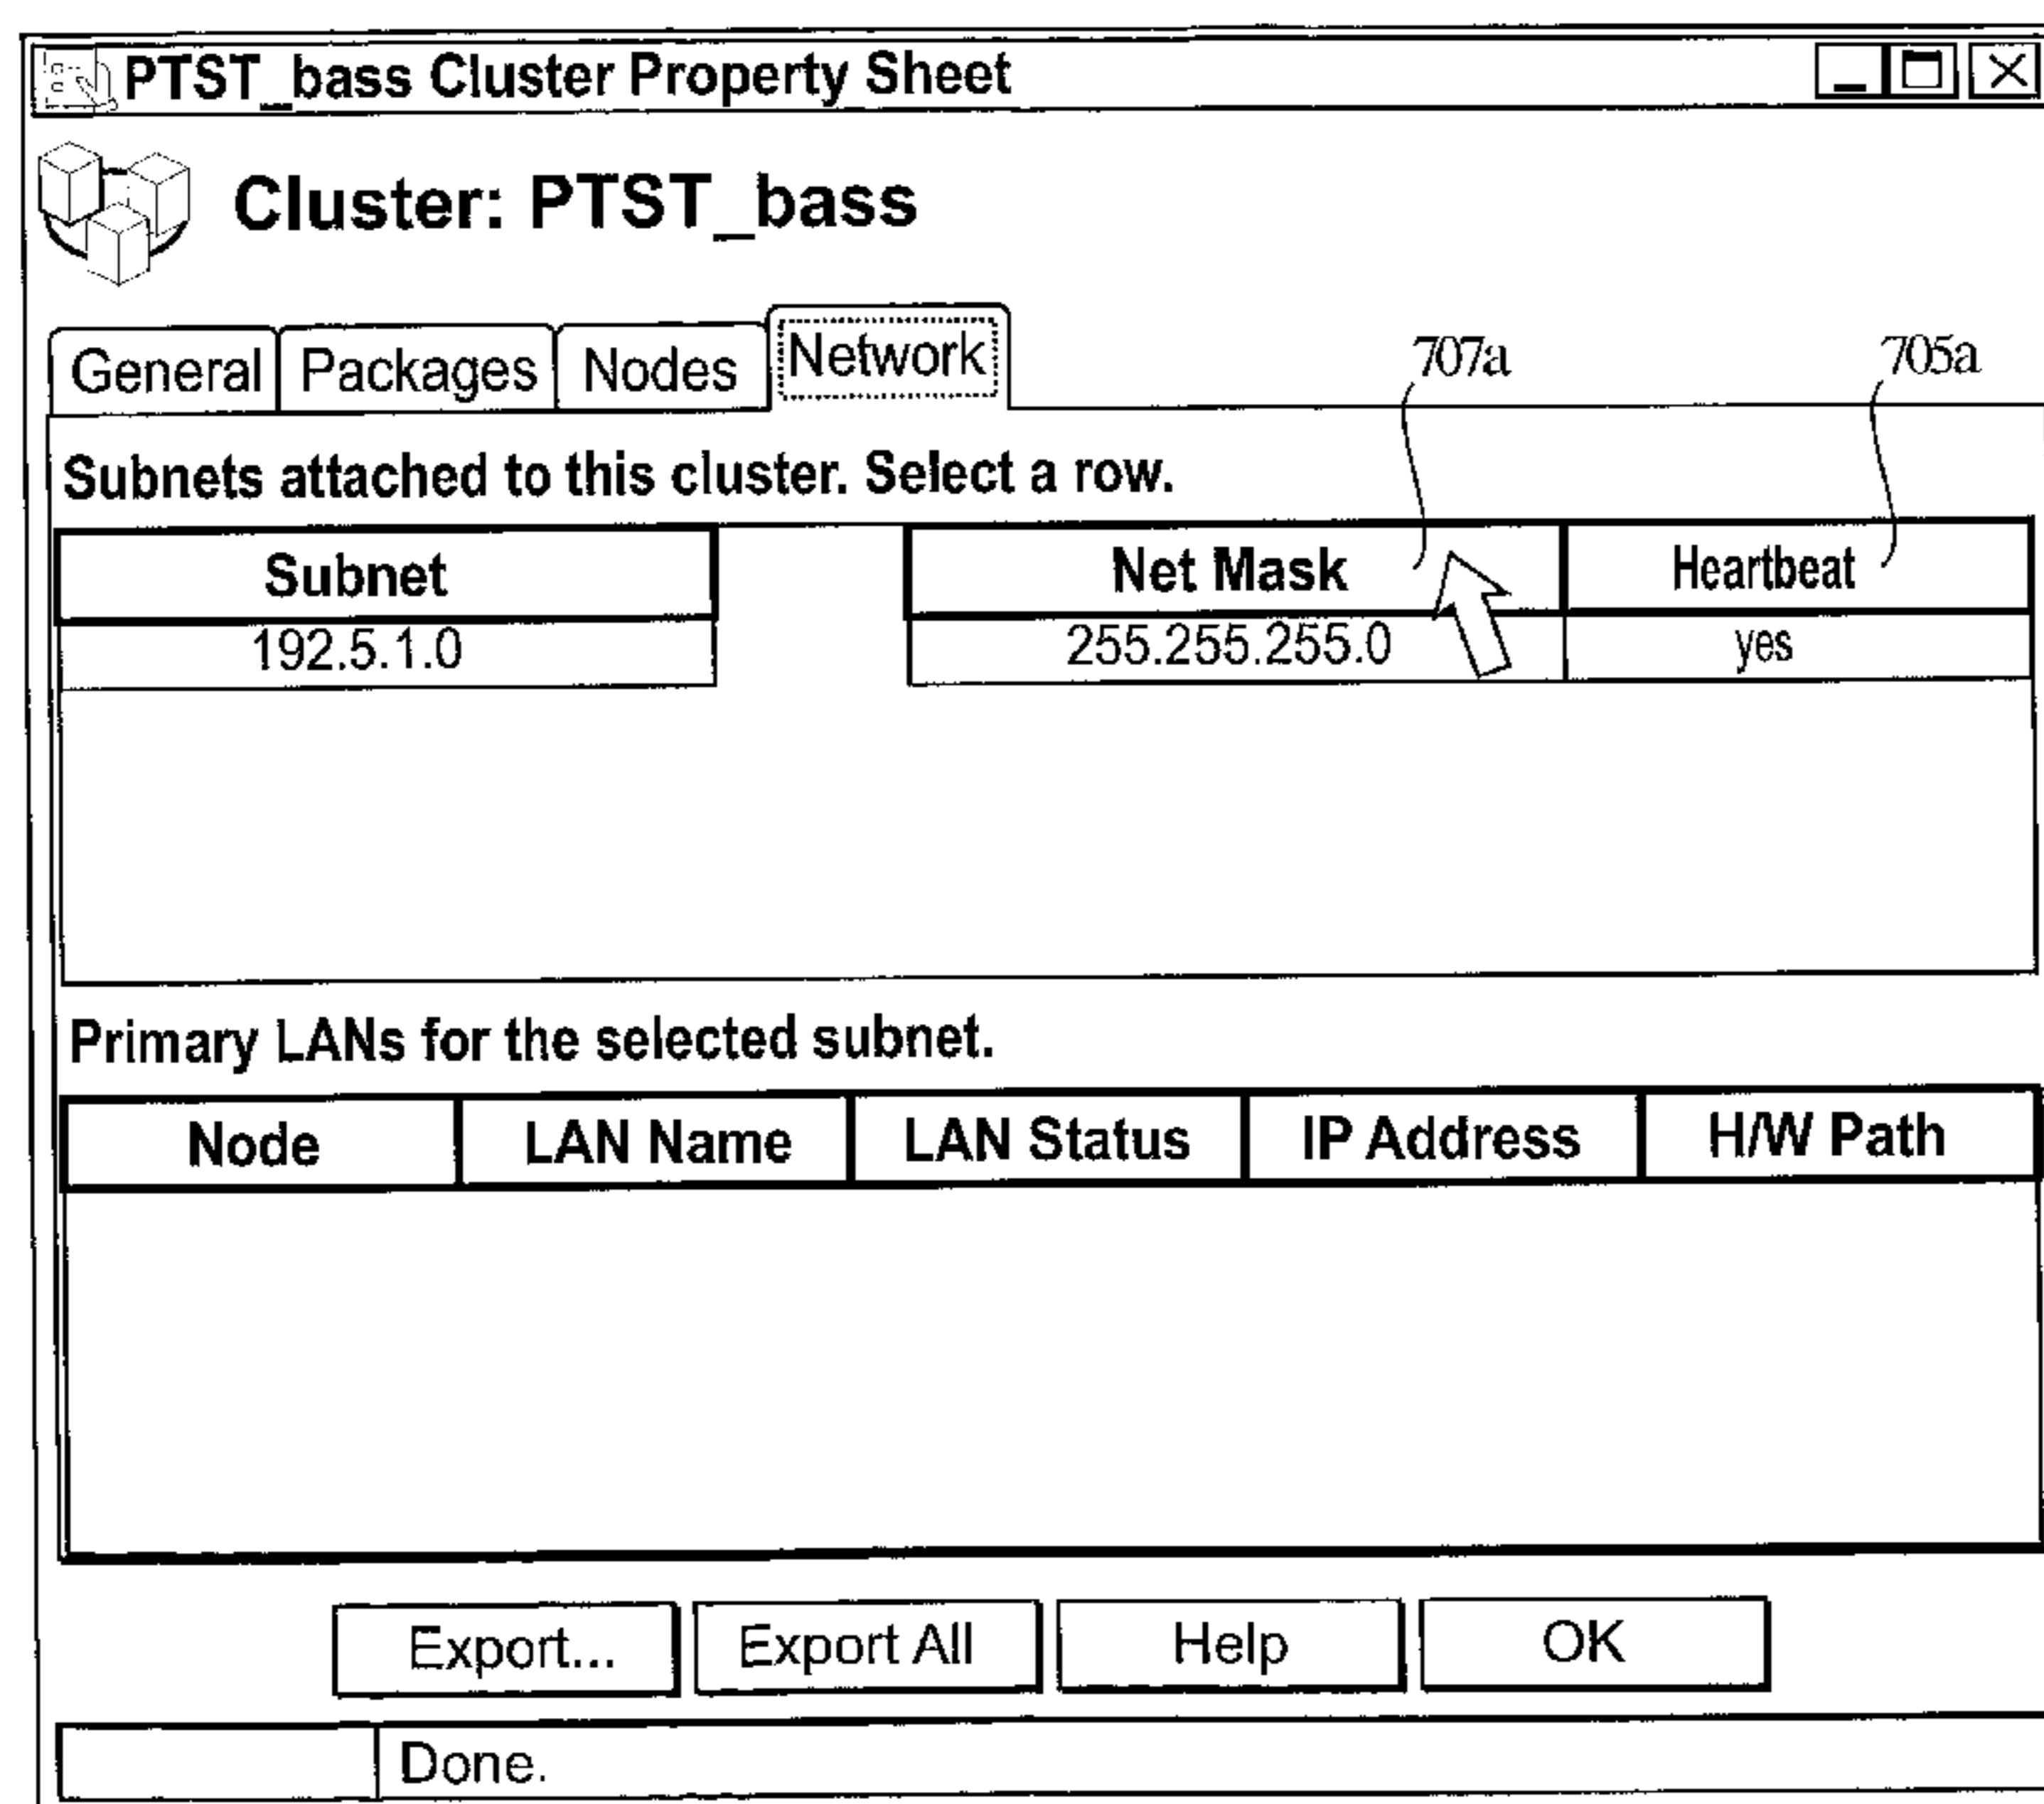 PTST_bass Cluster Property Sheet
Cluster: PTST_bass
General Packages Nodes Network 707a 705a
Subnets attached to this cluster. Select a row.
Subnet Net Mask Heartbeat
192.5.1.0 255.255.255.0 yes
Primary LANs for the selected subnet.
Node LAN Name LAN Status IP Address H/W Path
Export... Export All Help OK
Done.